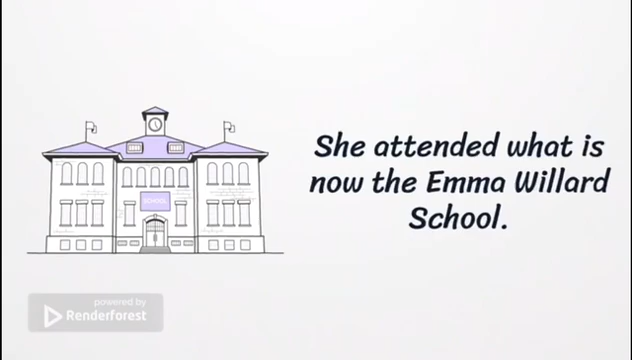 She attended what is
now the Emma Willard
School.
SCHOOL
powered by
Renderforest